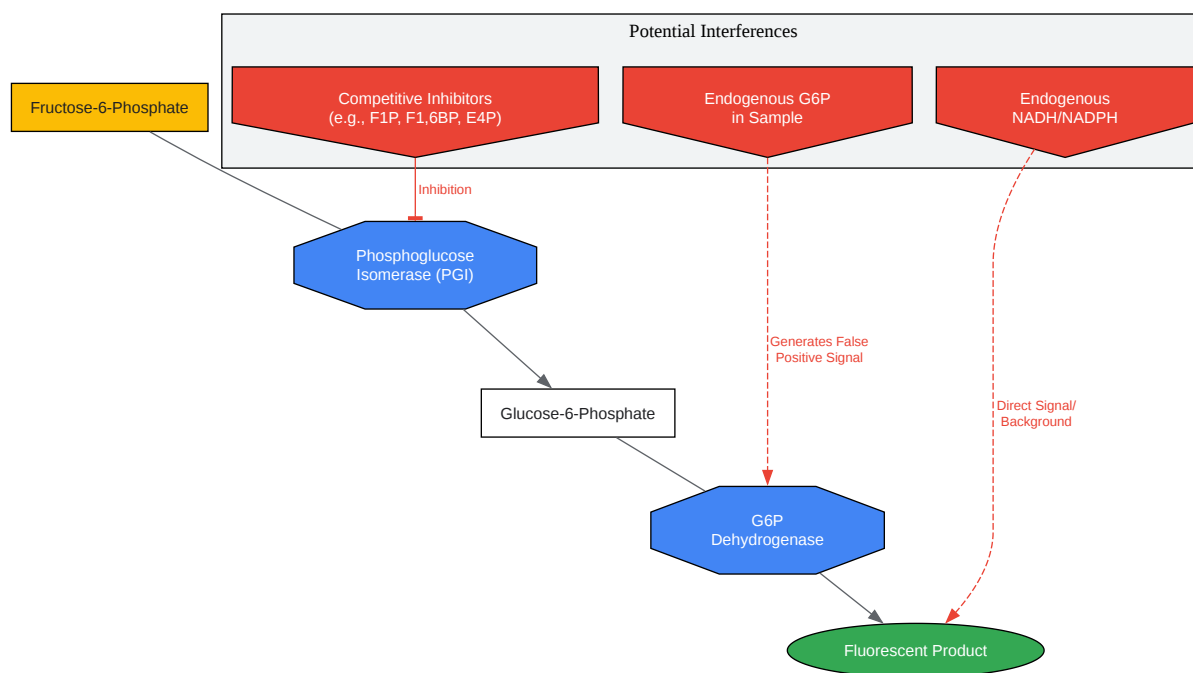 Potential Interferences
Fructose-6-Phosphate
Competitive Inhibitors
(e.g., F1P, F1,6BP, E4P)
Endogenous G6P
in Sample
Endogenous
NADH/NADPH
Inhibition
Phosphoglucose
Isomerase (PGI)
Generates False
Positive Signal
Glucose-6-Phosphate
Direct Signal/
Background
G6P
Dehydrogenase
Fluorescent Product